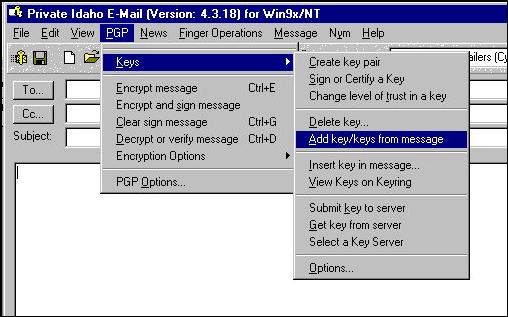 Private Idaho E-Mail (Version: 4.3.18) for Win9x/NT
File Edit View PGP News Finger Operations Message Nym Help
To...
Cc...
Subject:
Keys
Encrypt message Ctrl+E
Encrypt and sign message
Clear sign message Ctrl+G
Decrypt or verify message Ctrl+D
Encryption Options
PGP Options...
Create key pair
Sign or Certify a Key
Change level of trust in a key
Delete key...
Add key/keys from message
Insert key in message...
View Keys on Keyring
Submit key to server
Get key from server
Select a Key Server
Options...
ailers (Cy